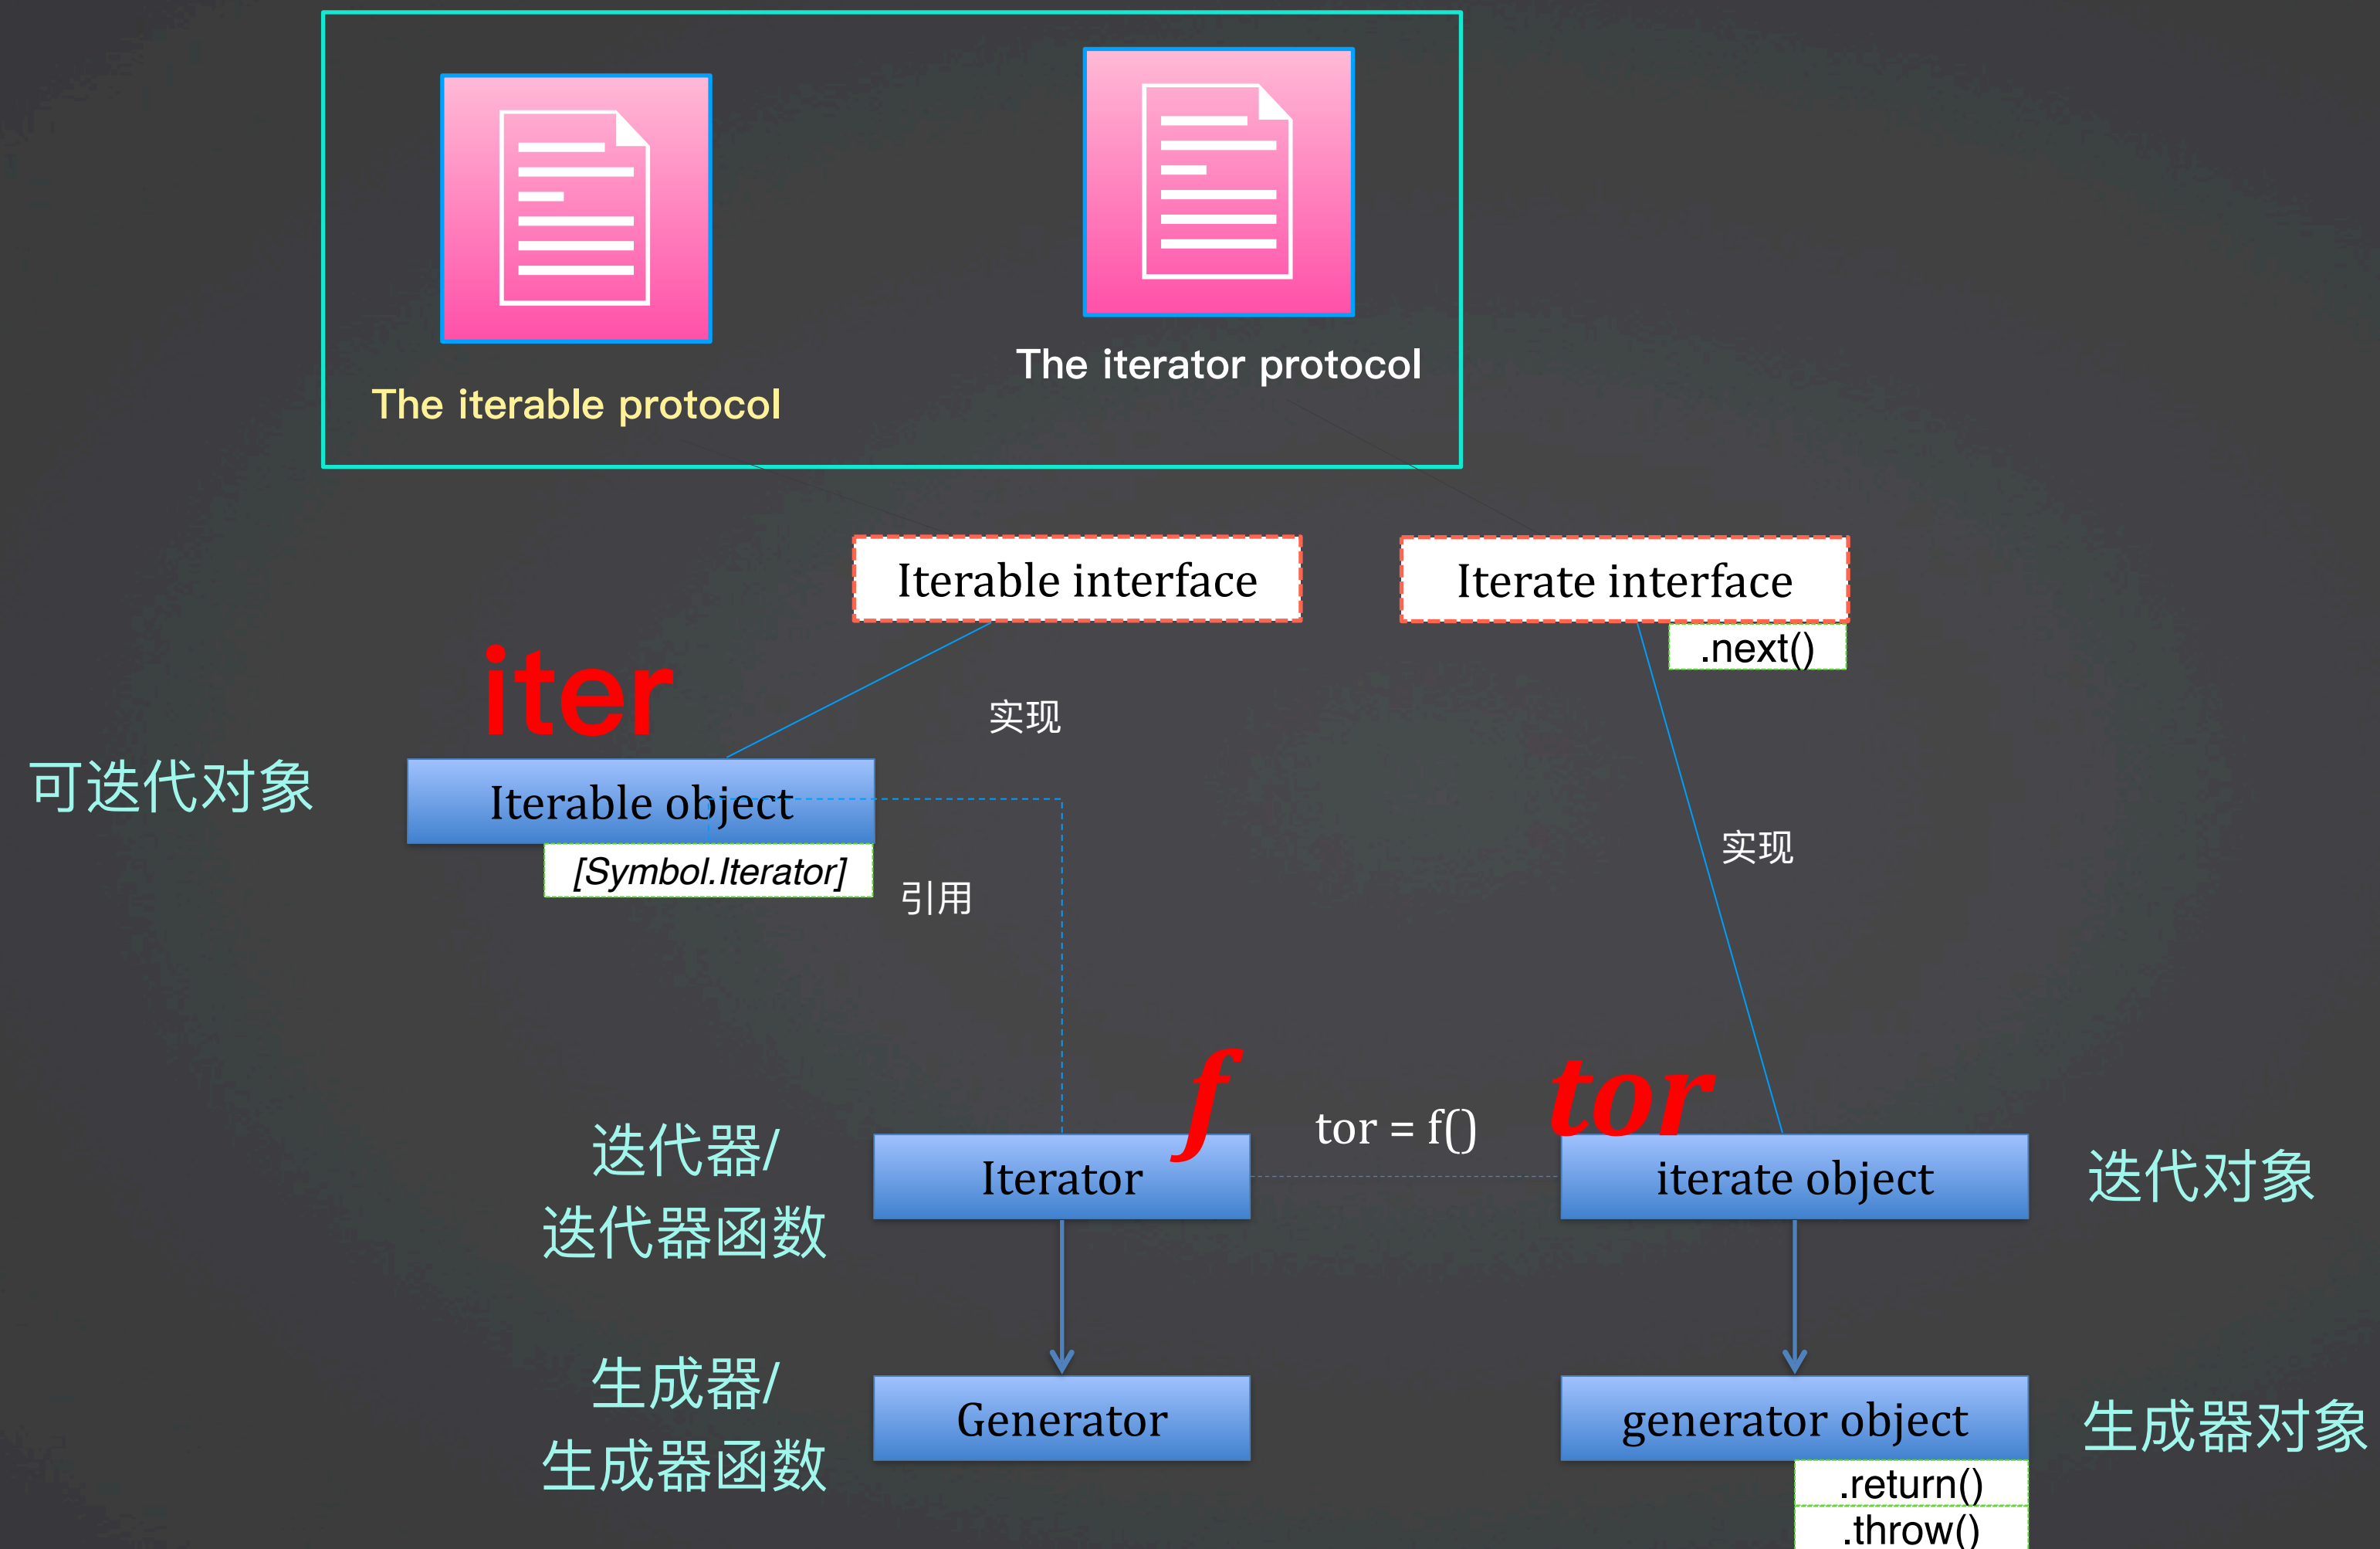 The iterator protocol
The iterable protocol
Iterable interface
Iterate interface
.next()
iter
实现
可迭代对象
Iterable object
实现
[Symbol.Iterator]
引用
f
tor
tor = f()
迭代器/
迭代器函数
Iterator
iterate object
迭代对象
生成器/
生成器函数
Generator
generator object
生成器对象
.return()
.throw()